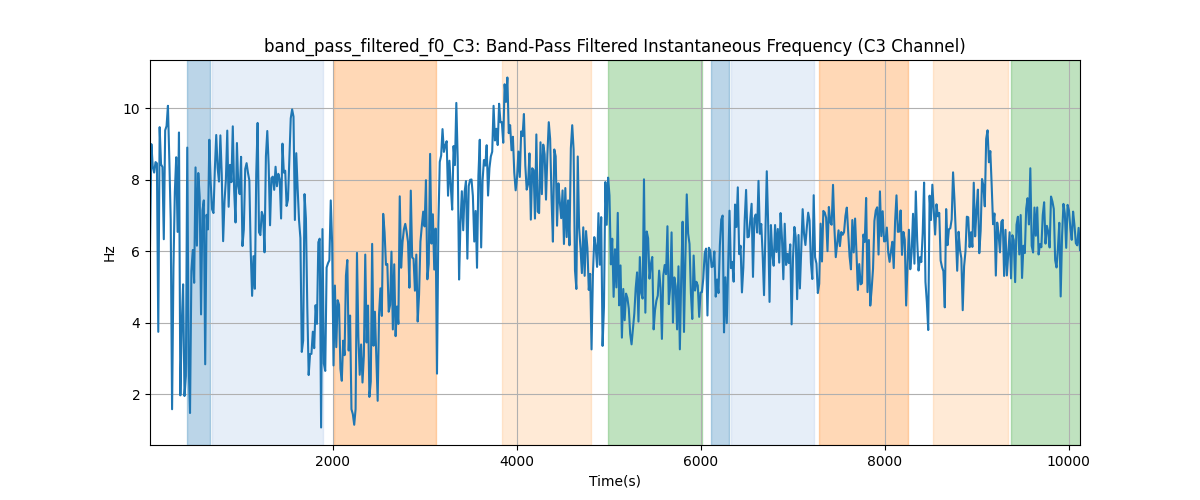 band_pass_filtered_f0_C3: Band-Pass Filtered Instantaneous Frequency (C3 Channel)
Hz
10
8
6
4
2
2000 4000 6000 8000 10000
Time(s)